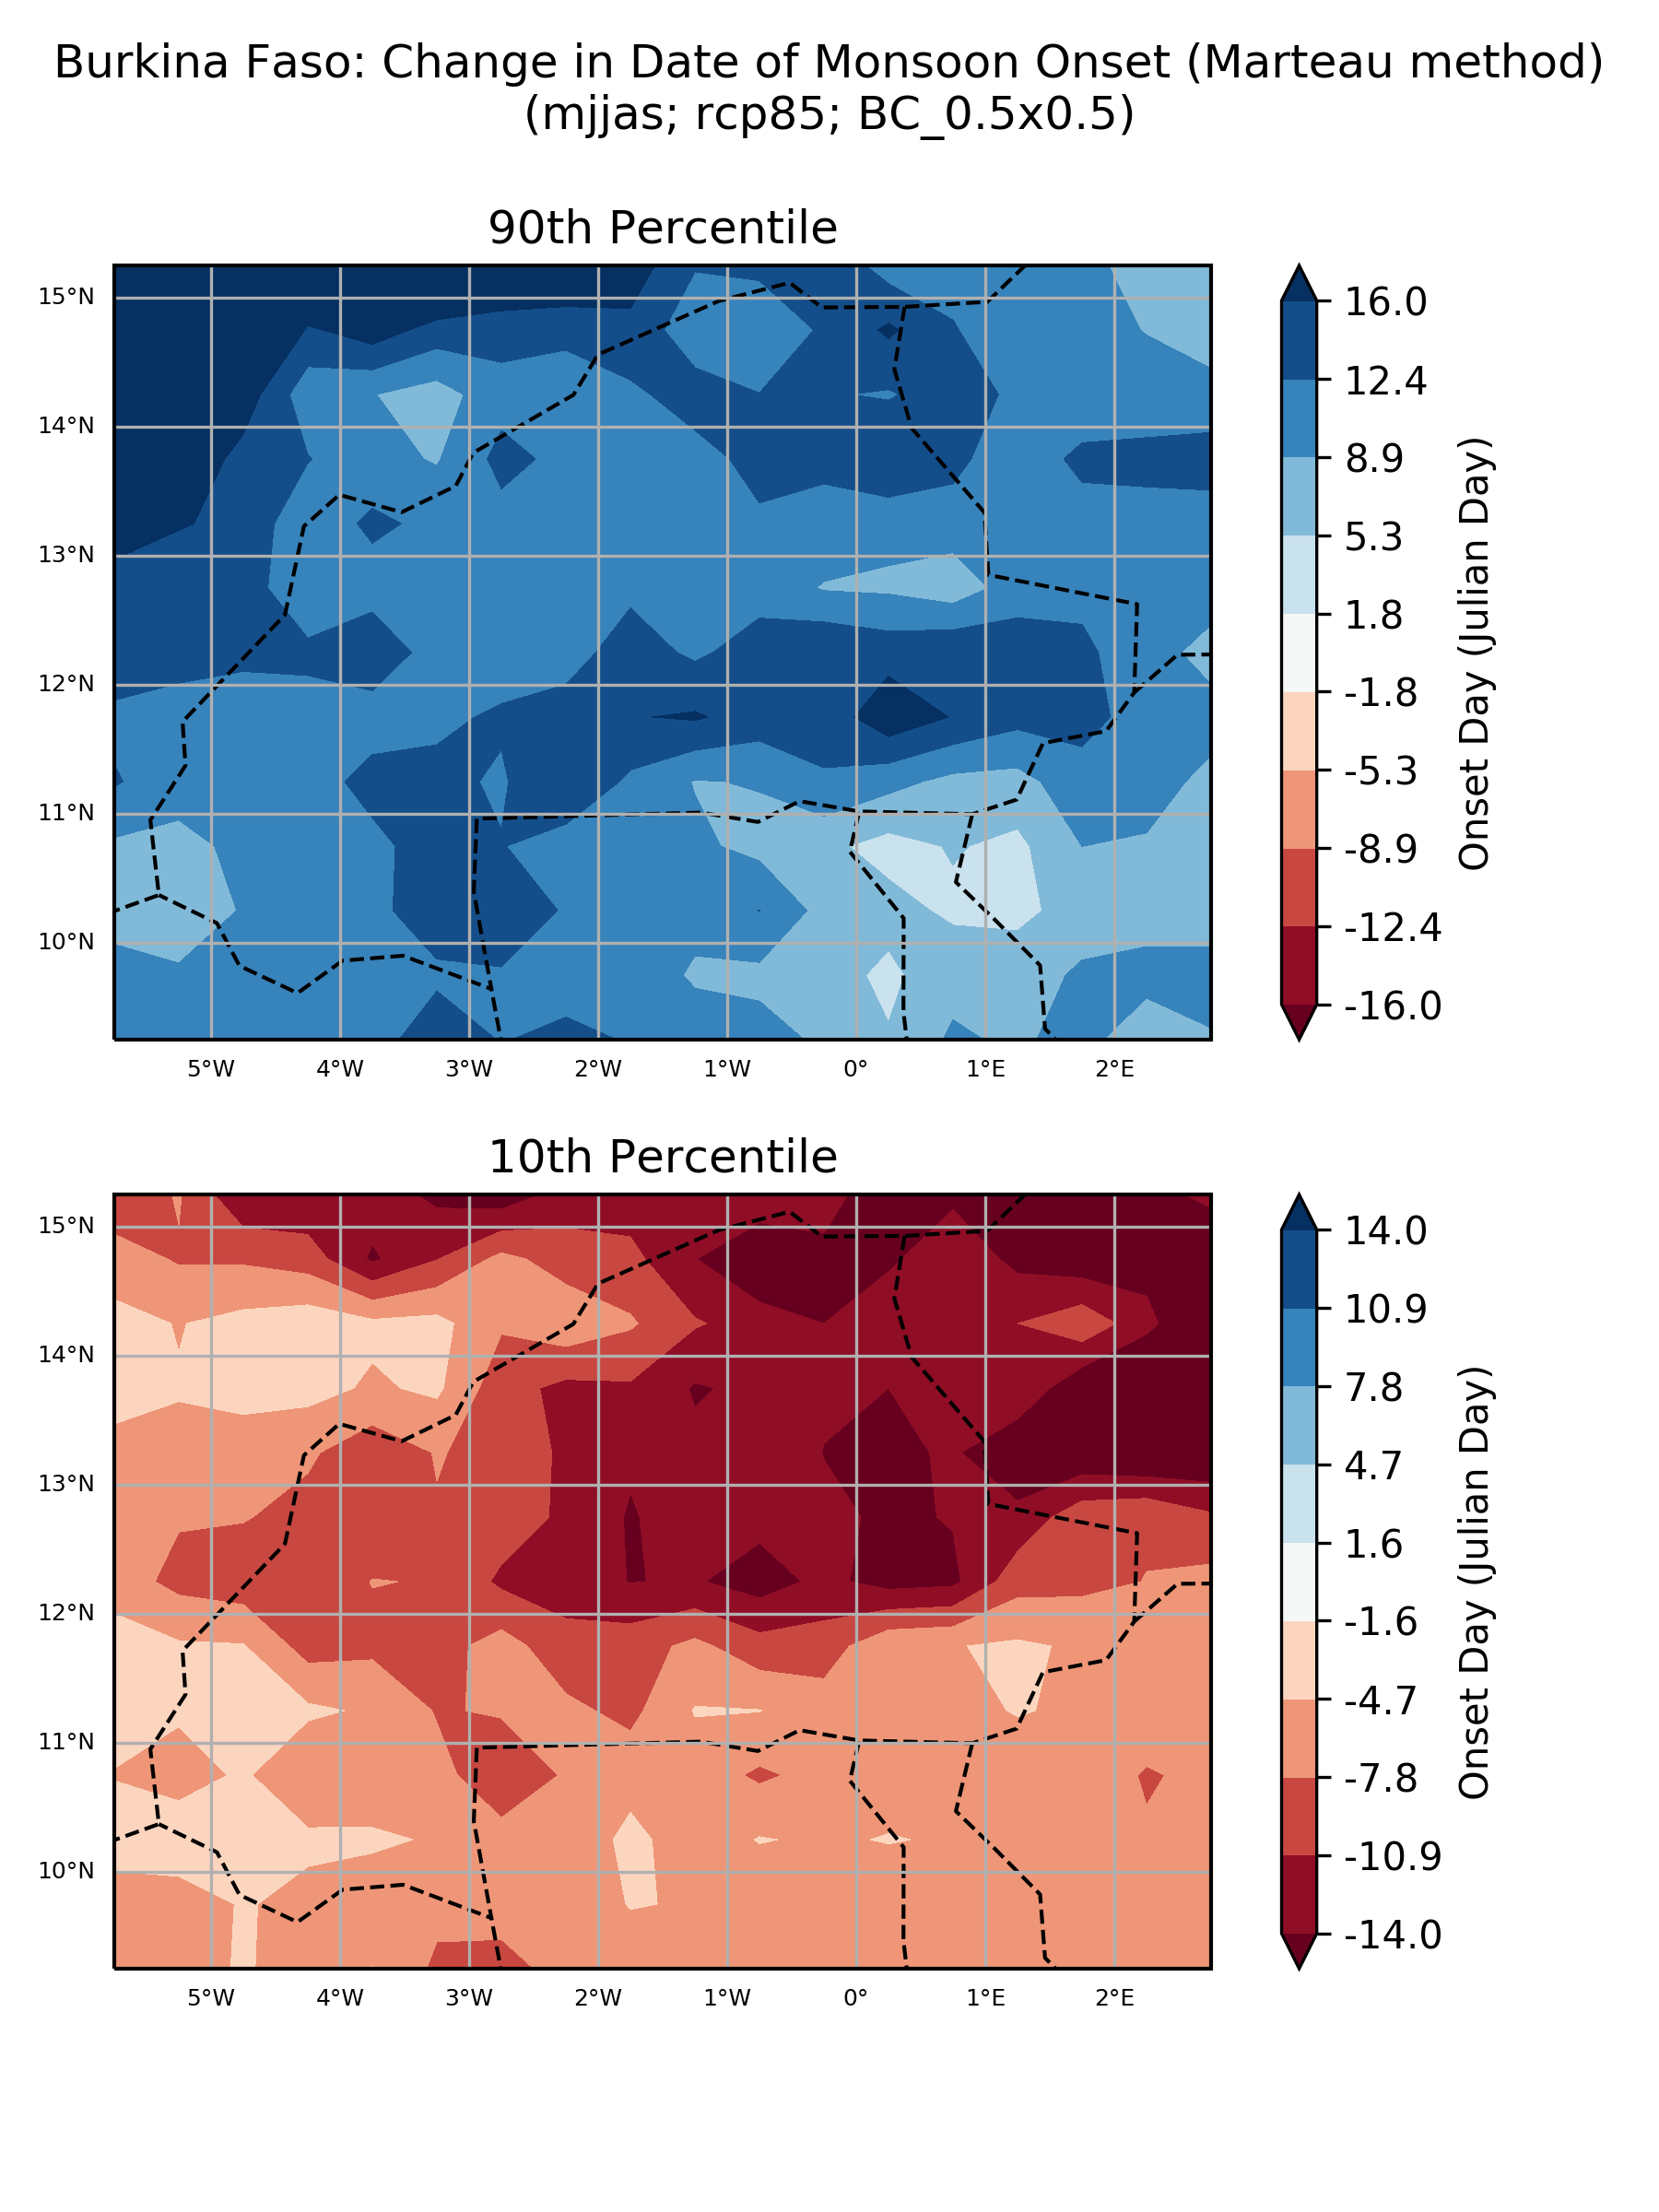 Burkina Faso: Change in Date of Monsoon Onset (Marteau method)
(mjjas; rcp85; BC_0.5x0.5)
90th Percentile
15°N
14°N
13°N
12°N
11°N
10°N
5°W 4°W 3°W 2°W 1°W 0° 1°E 2°E
16.0
12.4
8.9
5.3
1.8
-1.8
-5.3
-8.9
-12.4
-16.0
Onset Day (Julian Day)
10th Percentile
15°N
14°N
13°N
12°N
11°N
10°N
5°W 4°W 3°W 2°W 1°W 0° 1°E 2°E
14.0
10.9
7.8
4.7
1.6
-1.6
-4.7
-7.8
-10.9
-14.0
Onset Day (Julian Day)